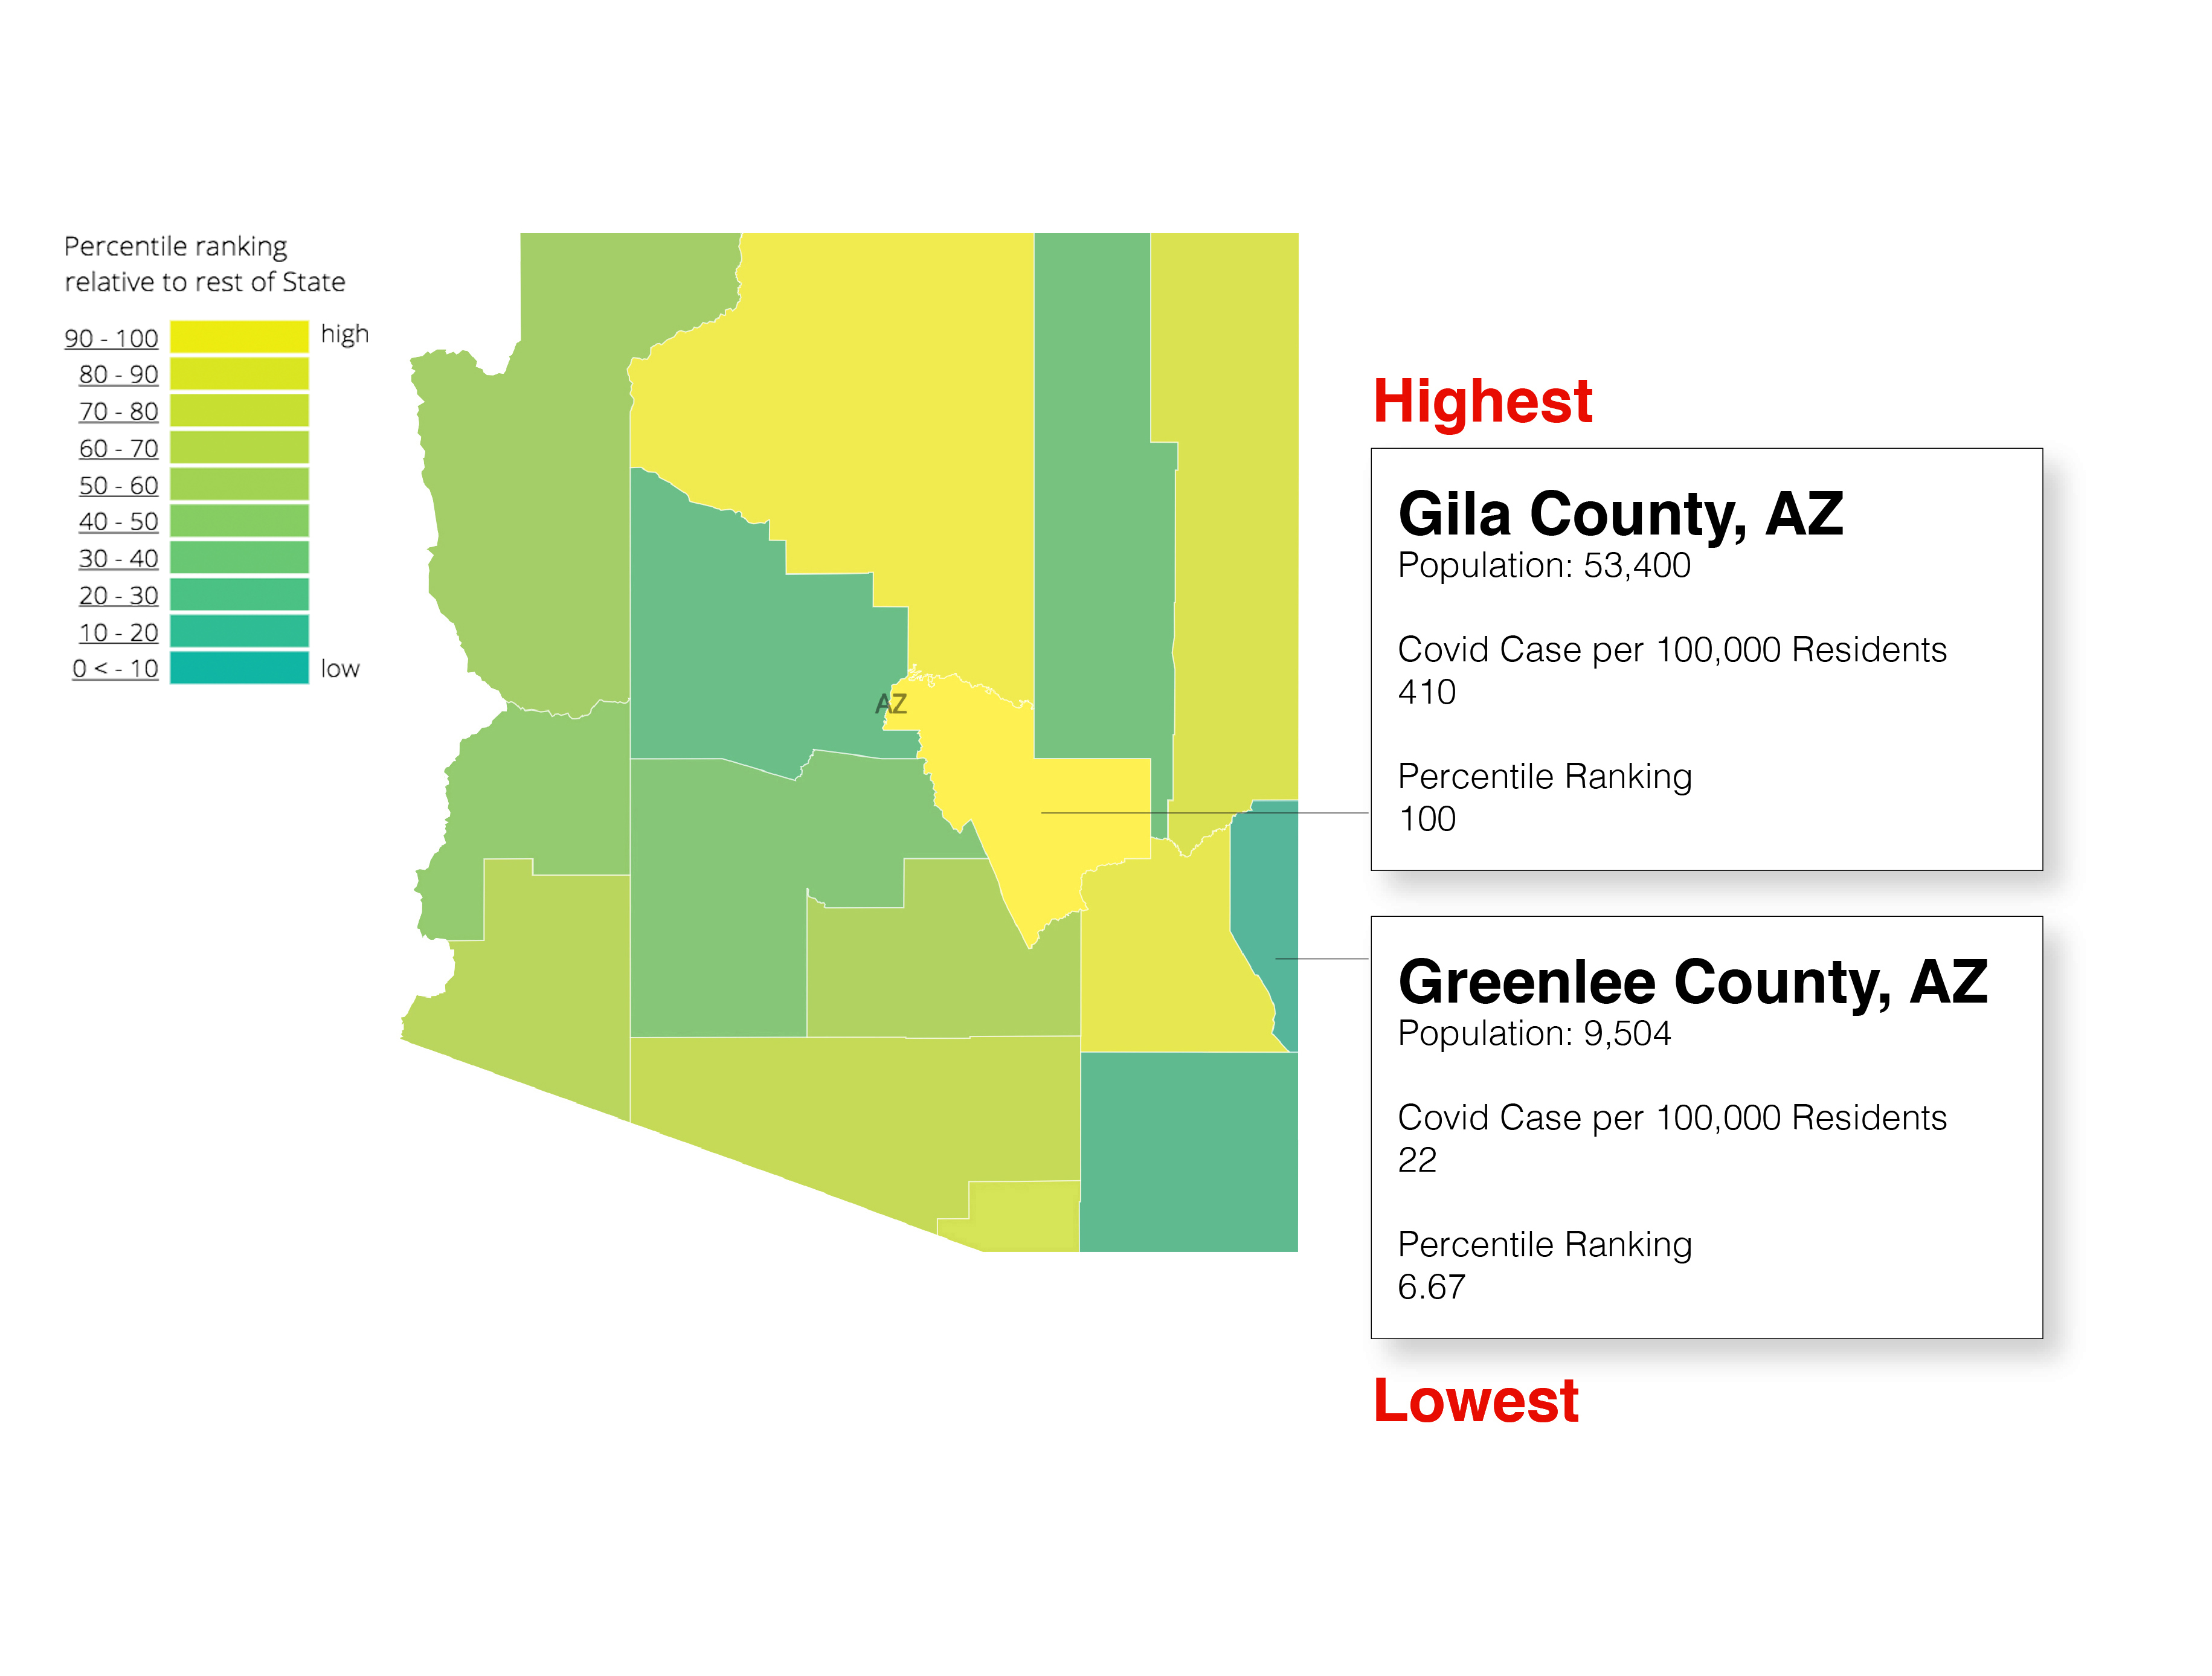 Percentile ranking
relative to rest of State
90 - 100
high
80 - 90
70 - 80
60 - 70
50 - 60
40 - 50
30 - 40
20 - 30
10 - 20
0 < - 10
low
AZ
Highest
Gila County, AZ
Population: 53,400
Covid Case per 100,000 Residents
410
Percentile Ranking
100
Greenlee County, AZ
Population: 9,504
Covid Case per 100,000 Residents
22
Percentile Ranking
6.67
Lowest